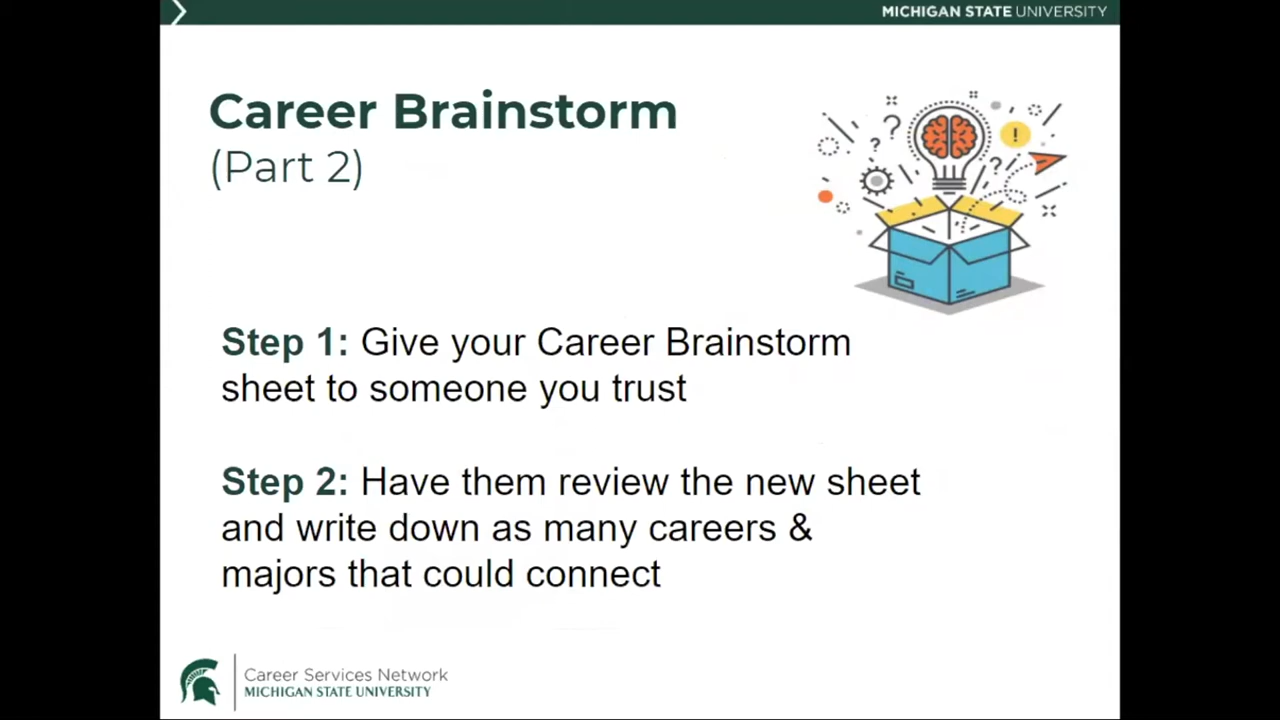 MICHIGAN STATE UNIVERSITY
Career Brainstorm
(Part 2)
Step 1: Give your Career Brainstorm
sheet to someone you trust
Step 2: Have them review the new sheet
and write down as many careers &
majors that could connect
Career Services Network
MICHIGAN STATE UNIVERSITY